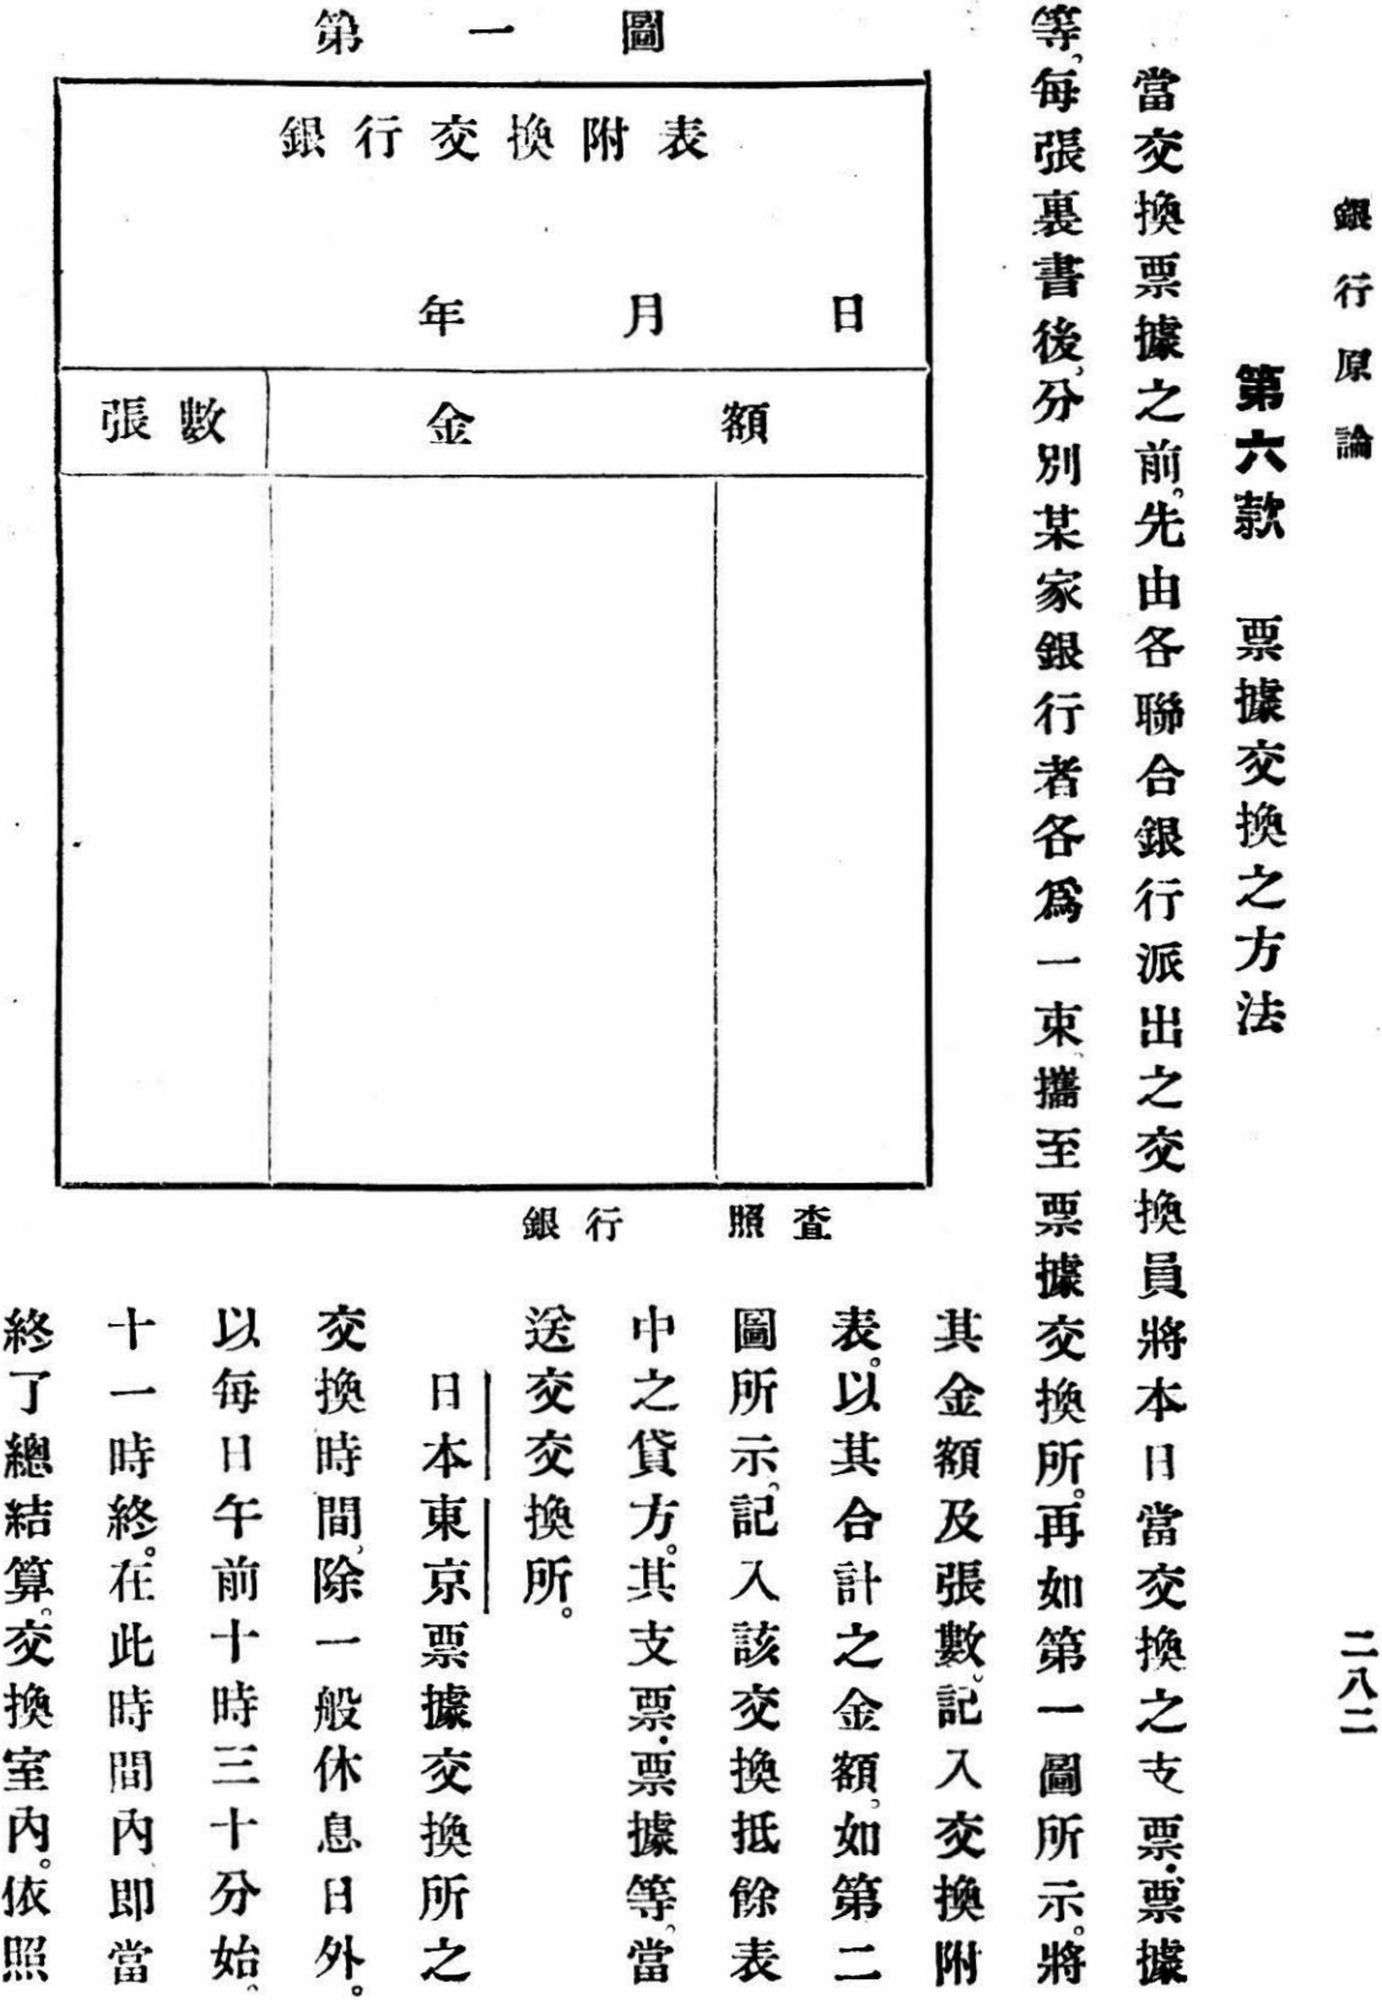 銀行原論
二八二
第六款　票據交換之方法
當交換票據之前。先由各聯合銀行派出之交換員將本日當交換之支票・票據
等、每張裏書後、分別某家銀行者各爲一束、攜至票據交換所。再如第一圖所示。將
其金額及張數。記入交換附
表。以其合計之金額。如第二
圖所示。記入該交換抵餘表
中之貸方。其支票・票據等。當
送交交換所。
日本東京票據交換所之
交換時間、除一般休息日外。
以每日午前十時三十分始、
十一時終。在此時間內、即當
終了總結算。交換室內。依照
第一圖
銀行交換附表
年　月　日
張數　金額
銀行　照査